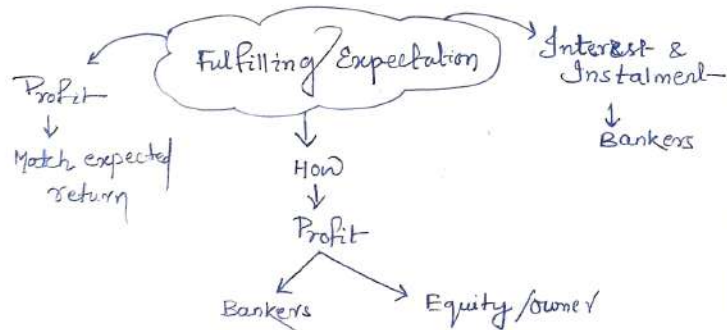 Fulfilling/Expectation
Profit
Match expected
return
How
Profit
Bankers
Equity/owner
Interest &
Instalment
Bankers